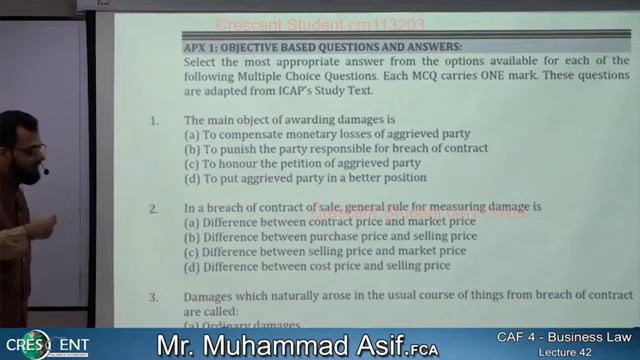 Crescent Student crn113203
APX 1: OBJECTIVE BASED QUESTIONS AND ANSWERS:
Select the most appropriate answer from the options available for each of the
following Multiple Choice Questions. Each MCQ carries ONE mark. These questions
are adapted from ICAP's Study Text.
1. The main object of awarding damages is
(a) To compensate monetary losses of aggrieved party
(b) To punish the party responsible for breach of contract
(c) To honour the petition of aggrieved party
(d) To put aggrieved party in a better position
2. In a breach of contract of sale, general rule for measuring damage is
(a) Difference between contract price and market price
(b) Difference between purchase price and selling price
(c) Difference between selling price and market price
(d) Difference between cost price and selling price
3. Damages which naturally arose in the usual course of things from breach of contract
are called:
(a) Ordinary damages
CRESCENT
Mr. Muhammad Asif.FCA
CAF 4 - Business Law
Lecture 42